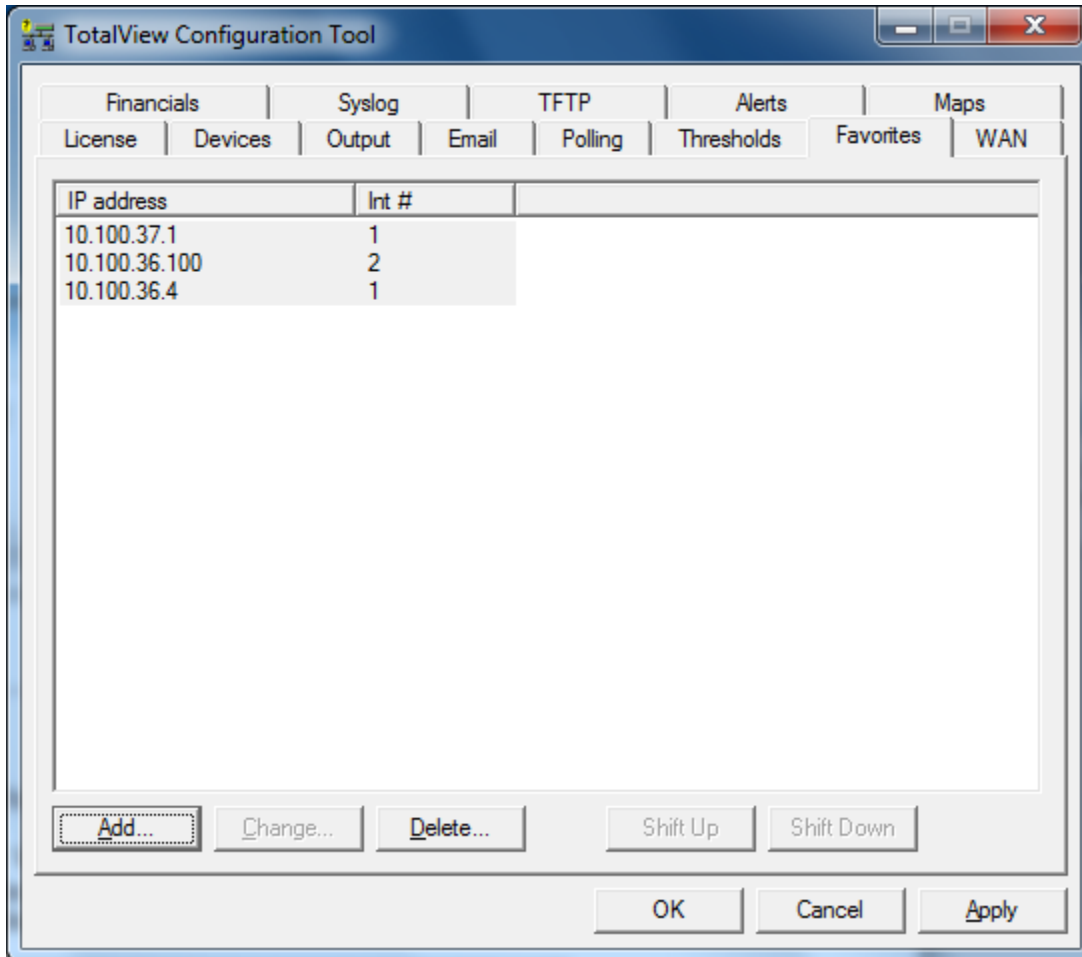 TotalView Configuration Tool
Financials Syslog TFTP Alerts Maps
License Devices Output Email Polling Thresholds Favorites WAN
IP address Int #
10.100.37.1 1
10.100.36.100 2
10.100.36.4 1
Add... Change... Delete... Shift Up Shift Down
OK Cancel Apply